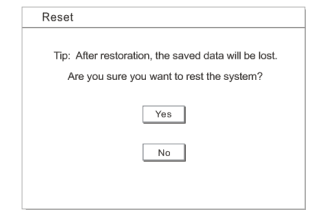 Reset
Tip: After restoration, the saved data will be lost.
Are you sure you want to rest the system?
Yes
No